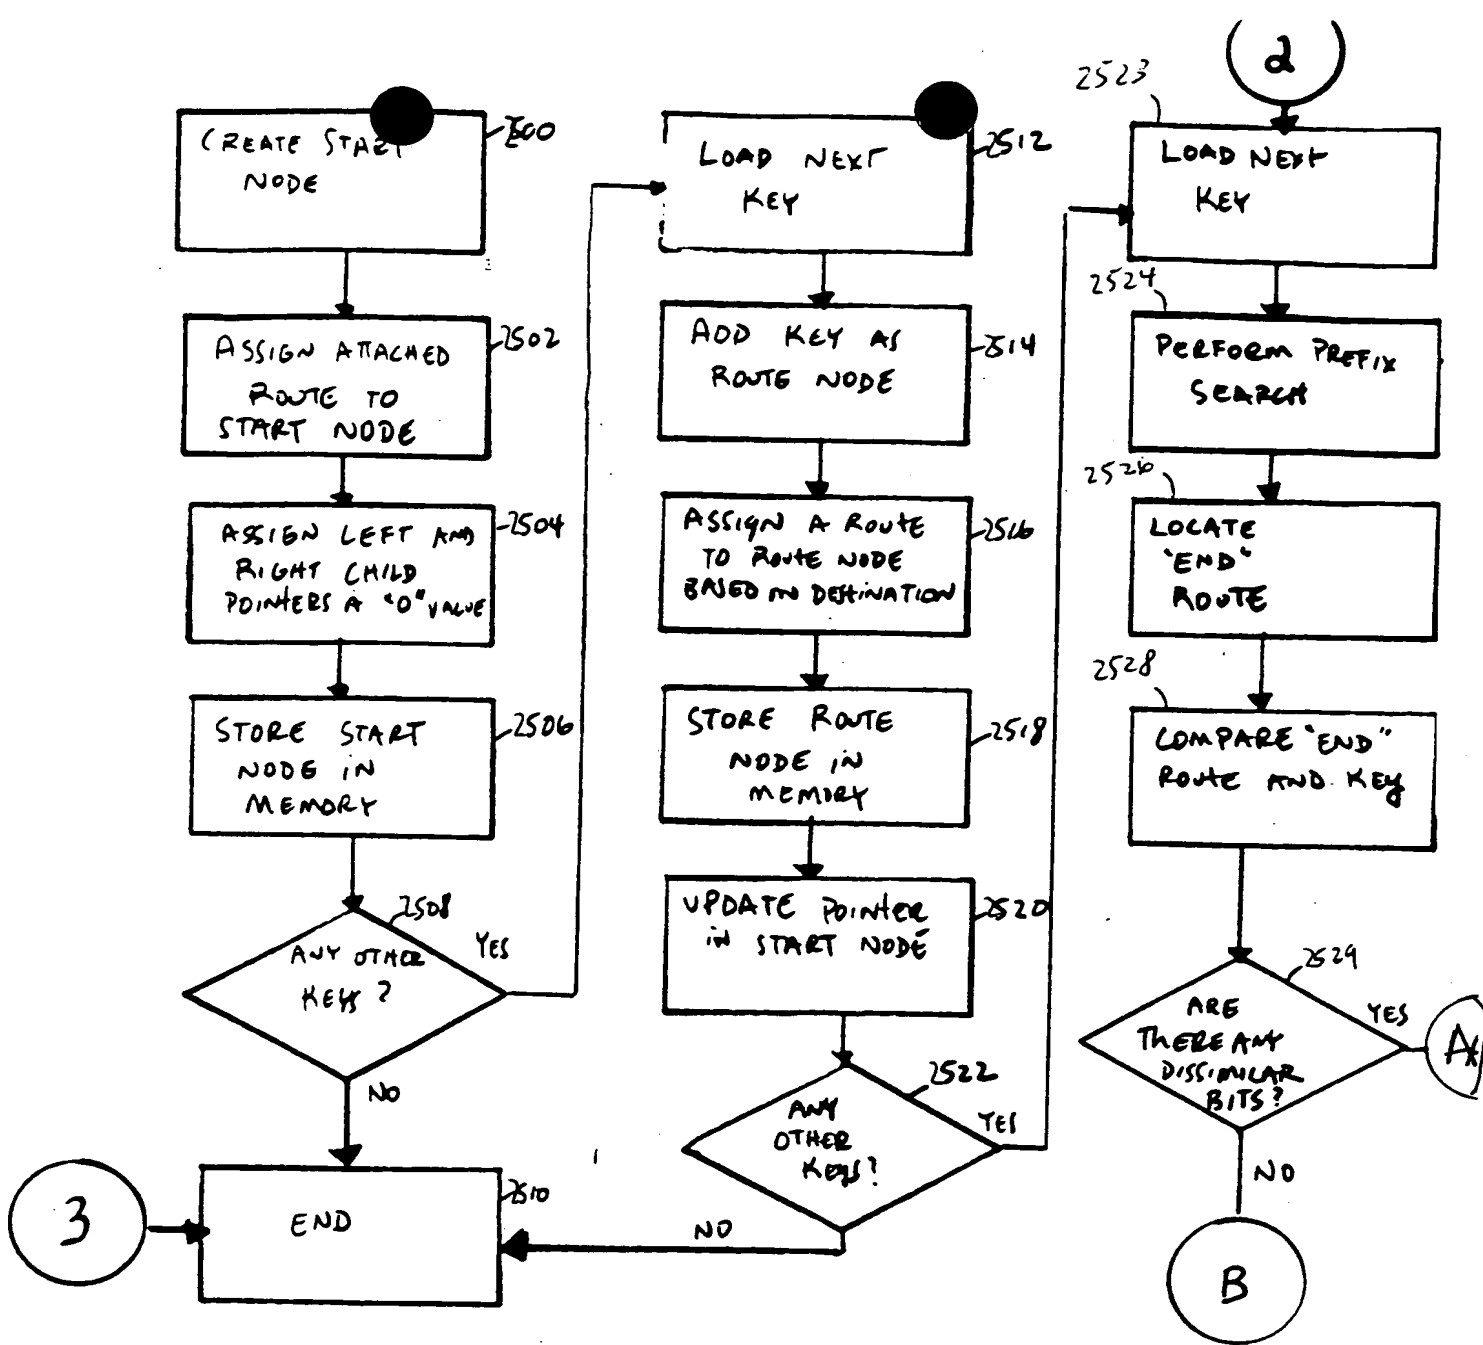 2500
CREATE START
NODE
2502
ASSIGN ATTACHED
ROUTE TO
START NODE
2504
ASSIGN LEFT AND
RIGHT CHILD
POINTERS A "0" VALUE
2506
STORE START
NODE IN
MEMORY
2508
ANY OTHER
KEYS?
YES
NO
3
2510
END
2512
LOAD NEXT
KEY
2514
ADD KEY AS
ROUTE NODE
2516
ASSIGN A ROUTE
TO ROUTE NODE
BASED ON DESTINATION
2518
STORE ROUTE
NODE IN
MEMORY
2520
UPDATE POINTER
IN START NODE
2522
ANY
OTHER
KEYS?
YES
NO
2
2523
LOAD NEXT
KEY
2524
PERFORM PREFIX
SEARCH
2526
LOCATE
"END"
ROUTE
2528
COMPARE "END"
ROUTE AND KEY
2529
ARE
THERE ANY
DISSIMILAR
BITS?
YES
NO
B